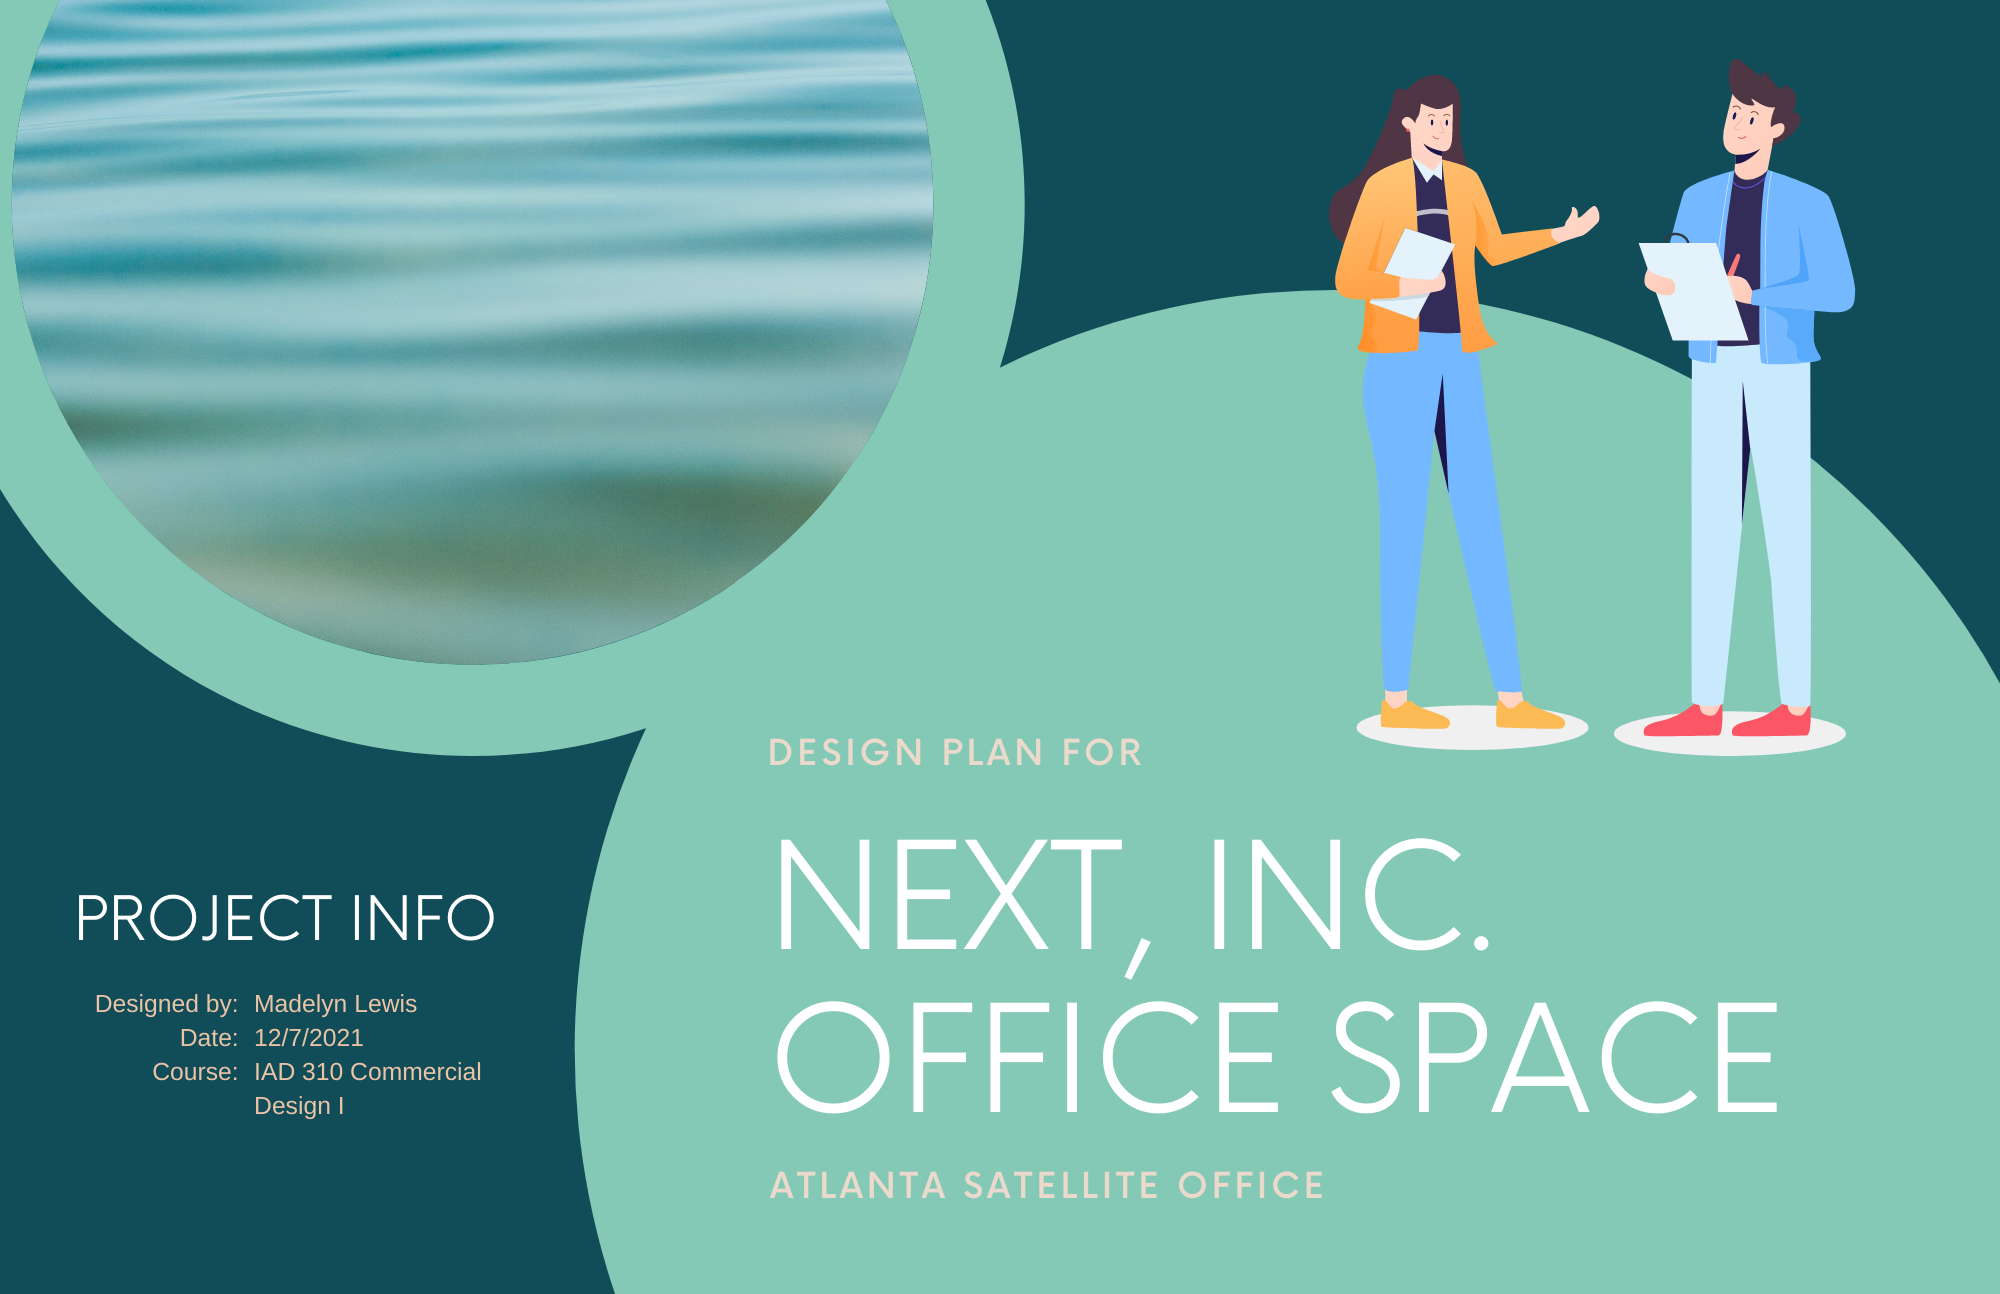 DESIGN PLAN FOR
NEXT, INC.
OFFICE SPACE
ATLANTA SATELLITE OFFICE
PROJECT INFO
Designed by: Madelyn Lewis
Date: 12/7/2021
Course: IAD 310 Commercial
Design I